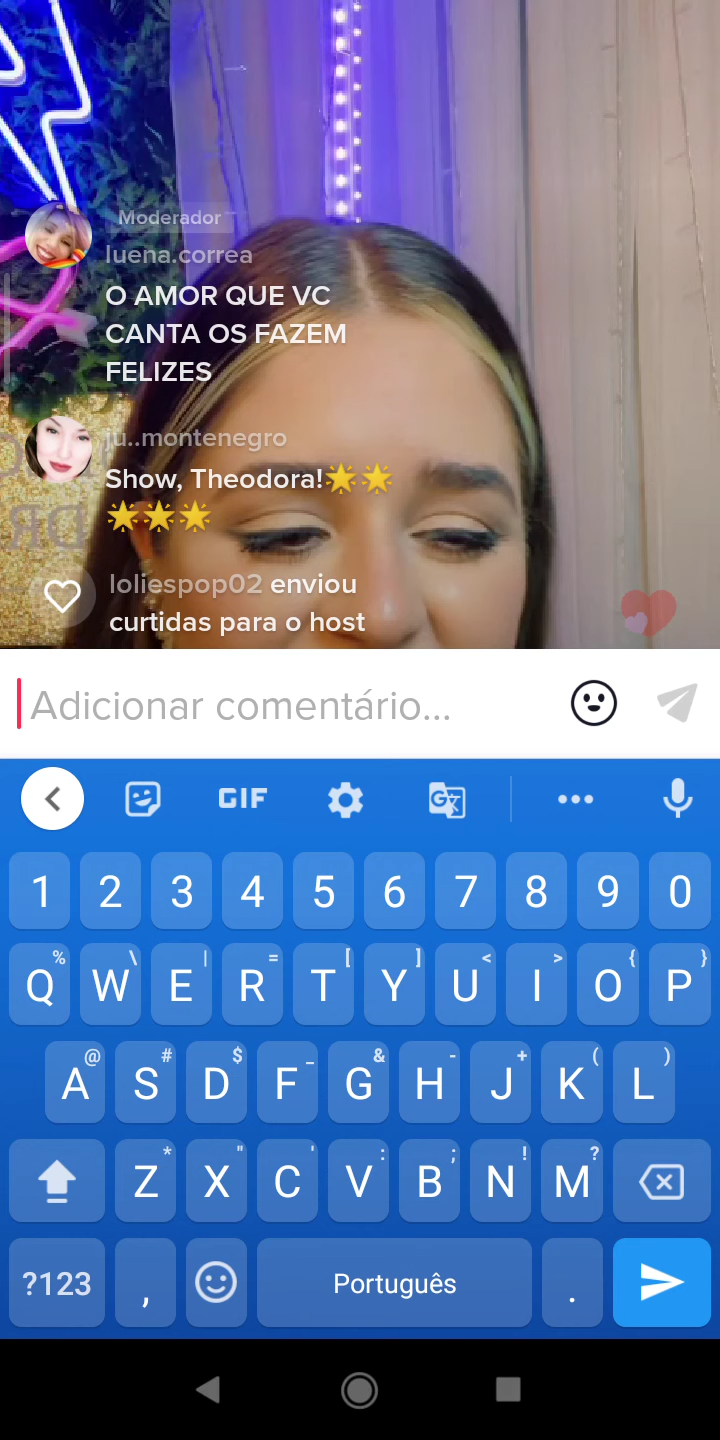 Moderador
luena.correa
O AMOR QUE VC
CANTA OS FAZEM
FELIZES
ju..montenegro
Show, Theodora!🌟🌟
🌟🌟🌟
loliespop02 enviou
curtidas para o host
Adicionar comentário...
GIF
1 2 3 4 5 6 7 8 9 0
% \ | = [ ] < > { }
Q W E R T Y U I O P
@ # $ _ & - + ( )
A S D F G H J K L
* " ' : ; ! ?
Z X C V B N M
?123 , Português .